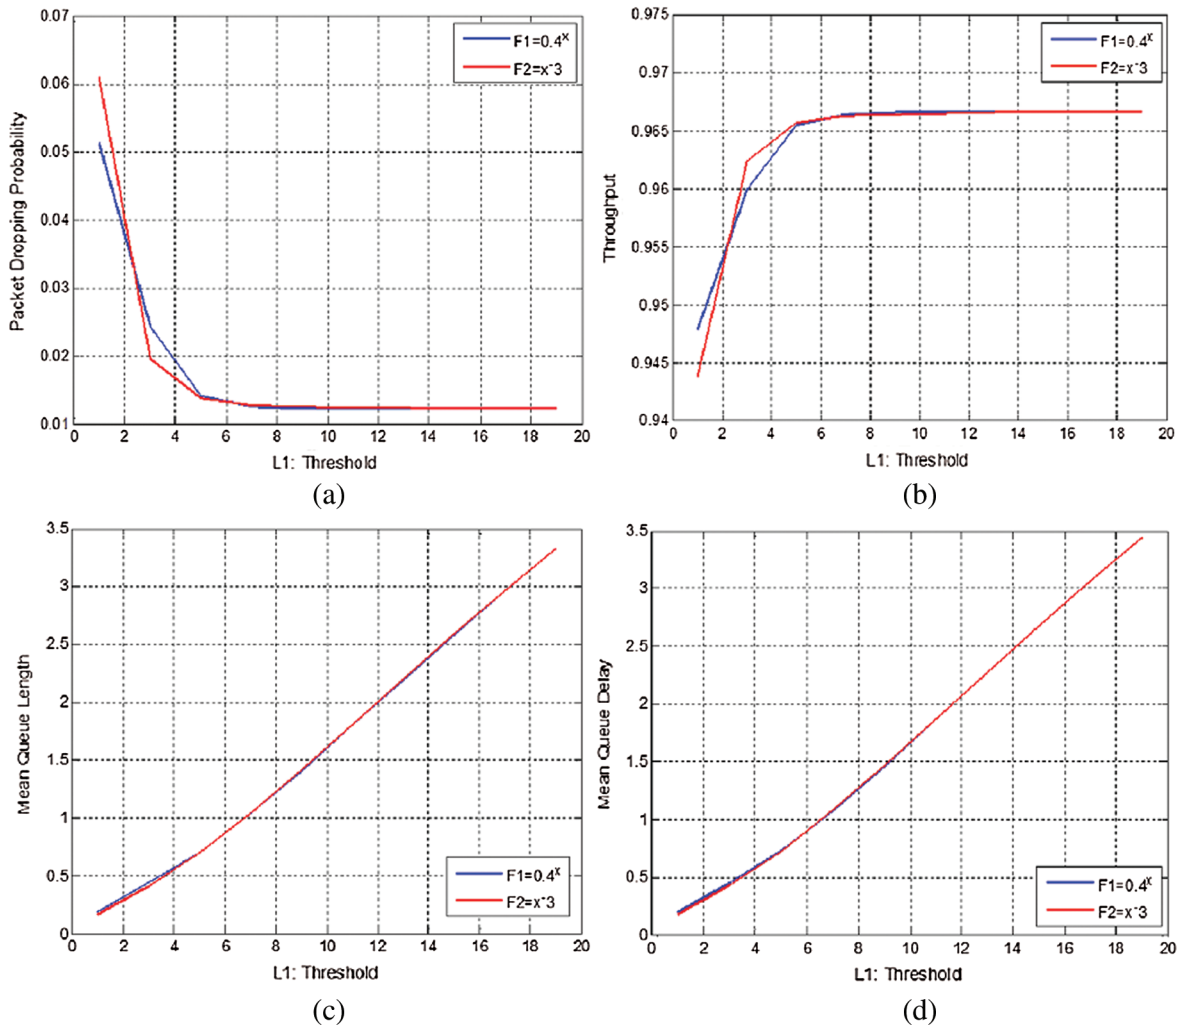 0.07
0.06
0.05
0.04
0.03
0.02
0.01
Packet Dropping Probability
F1=0.4^x
F2=x^-3
0 2 4 6 8 10 12 14 16 18 20
L1: Threshold
(a)
0.975
0.97
0.965
0.96
0.955
0.95
0.945
0.94
Throughput
F1=0.4^x
F2=x^-3
0 2 4 6 8 10 12 14 16 18 20
L1: Threshold
(b)
3.5
3
2.5
2
1.5
1
0.5
0
Mean Queue Length
F1=0.4^x
F2=x^-3
0 2 4 6 8 10 12 14 16 18 20
L1: Threshold
(c)
3.5
3
2.5
2
1.5
1
0.5
0
Mean Queue Delay
F1=0.4^x
F2=x^-3
0 2 4 6 8 10 12 14 16 18 20
L1: Threshold
(d)